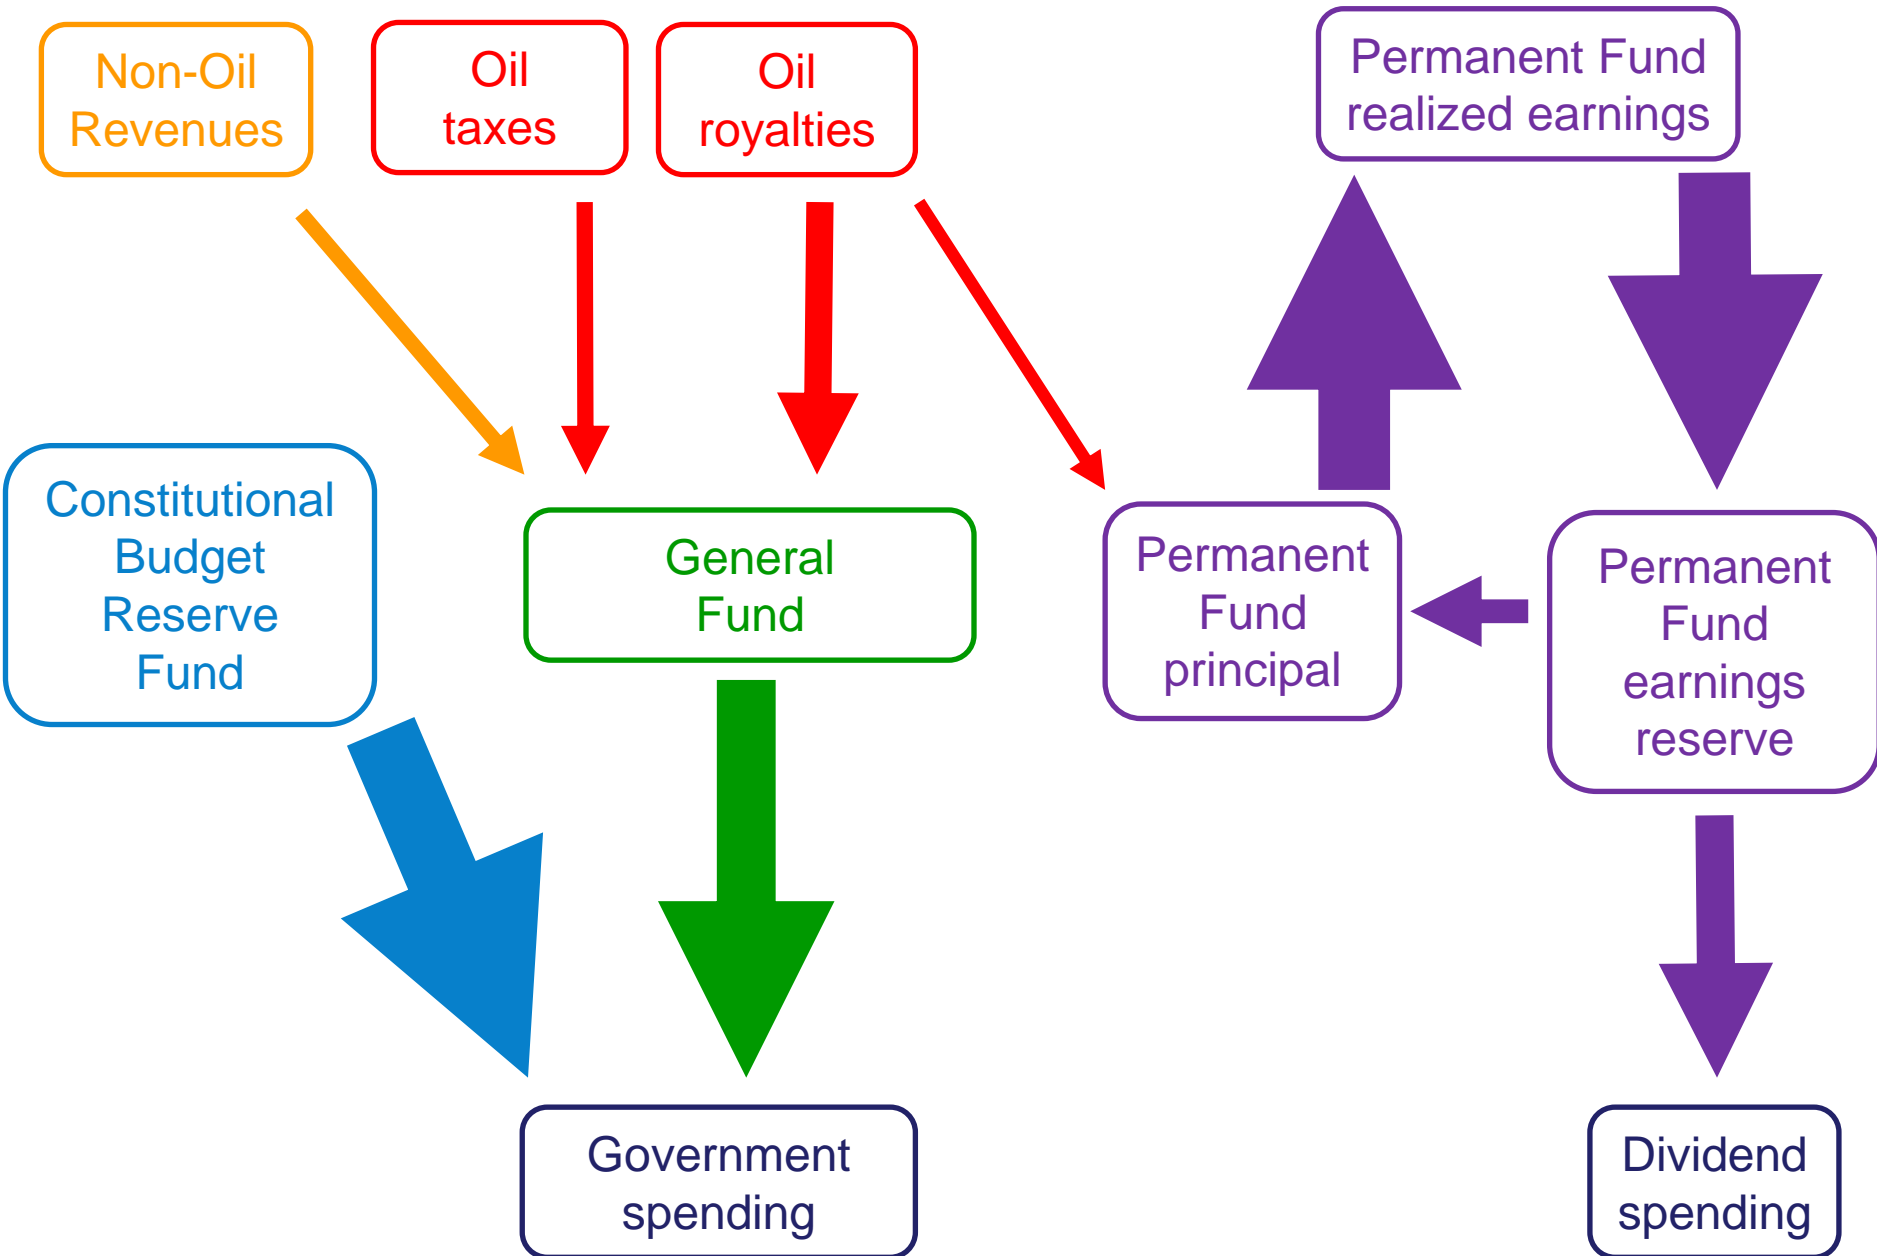 Non-Oil
Revenues
Oil
taxes
Oil
royalties
Permanent Fund
realized earnings
Constitutional
Budget
Reserve
Fund
General
Fund
Permanent
Fund
principal
Permanent
Fund
earnings
reserve
Government
spending
Dividend
spending